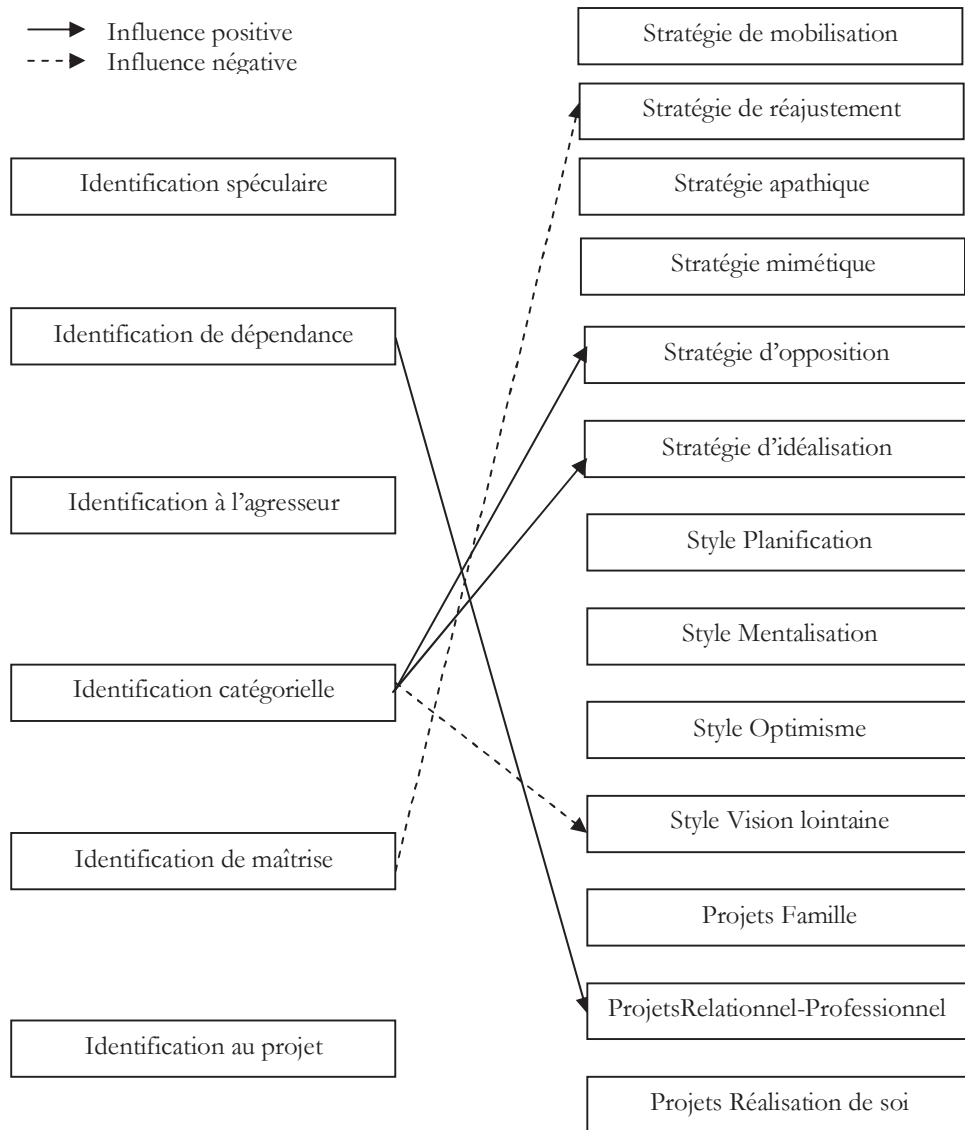 Influence positive
Influence négative
Identification spéculaire
Identification de dépendance
Identification à l'agresseur
Identification catégorielle
Identification de maîtrise
Identification au projet
Stratégie de mobilisation
Stratégie de réajustement
Stratégie apathique
Stratégie mimétique
Stratégie d'opposition
Stratégie d'idéalisation
Style Planification
Style Mentalisation
Style Optimisme
Style Vision lointaine
Projets Famille
ProjetsRelationnel-Professionnel
Projets Réalisation de soi